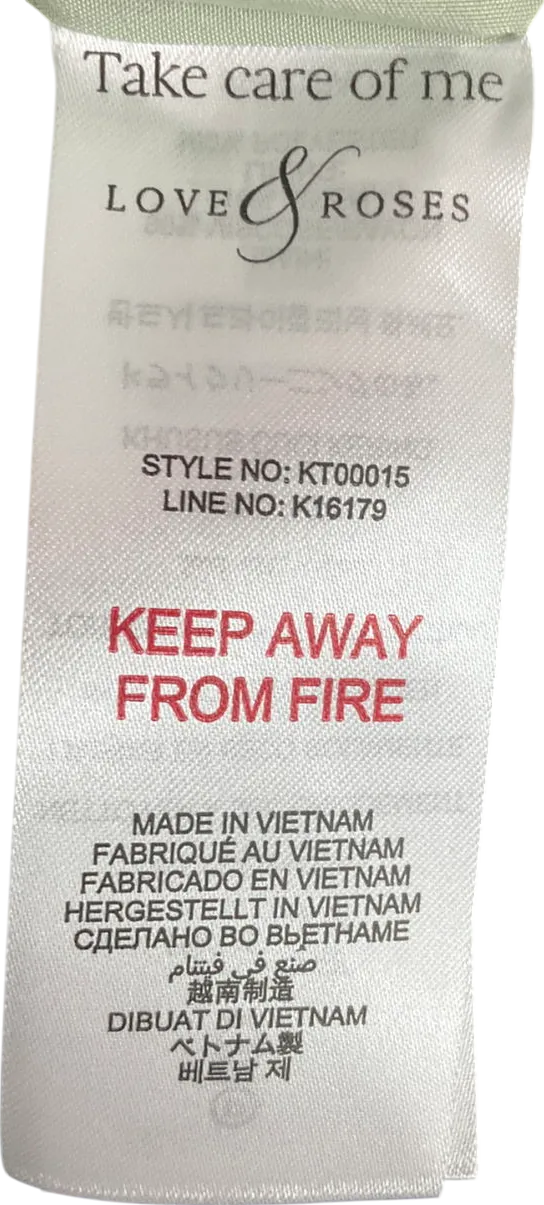 Take care of me
LOVE & ROSES
STYLE NO: KT00015
LINE NO: K16179
KEEP AWAY
FROM FIRE
MADE IN VIETNAM
FABRIQUÉ AU VIETNAM
FABRICADO EN VIETNAM
HERGESTELLT IN VIETNAM
СДЕЛАНО ВО ВЬЕТНАМЕ
صنع في فيتنام
越南制造
DIBUAT DI VIETNAM
ベトナム製
베트남 제